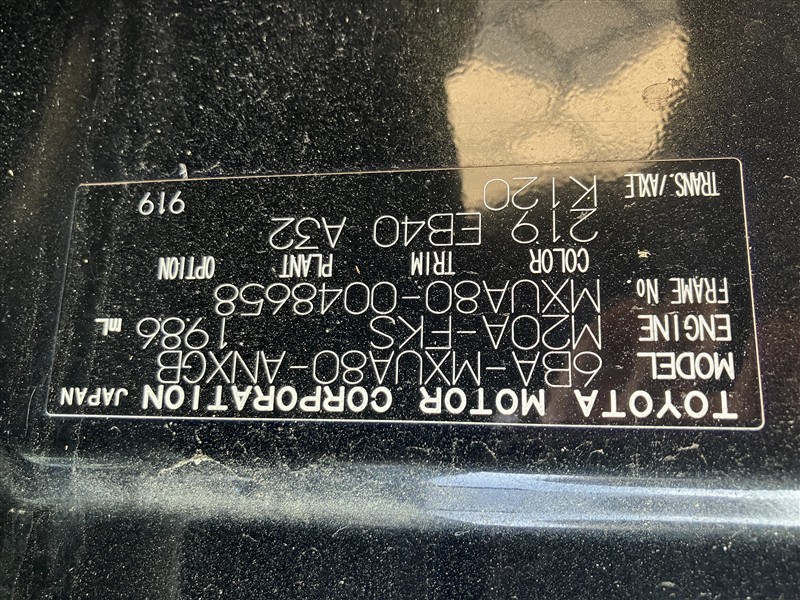 TOYOTA MOTOR CORPORATION JAPAN
MODEL 6BA-MXUA80-ANXGB
ENGINE M20A-FKS 1986 mL
FRAME No. MXUA80-0048658
COLOR TRIM PLANT OPTION
219 EB40 A32
TRANS./AXLE K120
919